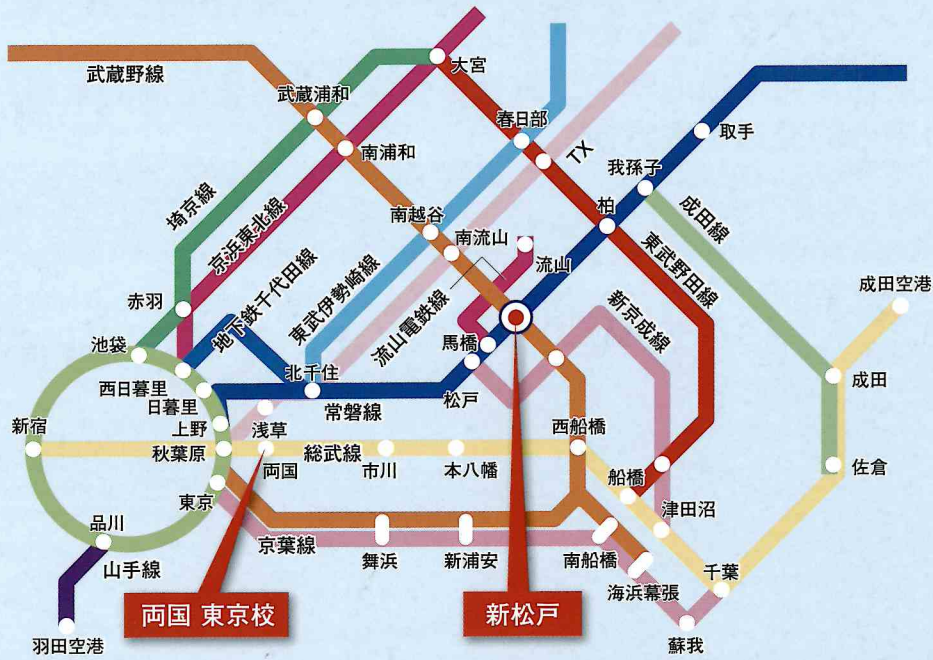 武蔵野線
大宮
武蔵浦和
春日部
TX
取手
南浦和
我孫子
埼京線
京浜東北線
南越谷
柏
成田線
南流山
流山
東武野田線
地下鉄千代田線
東武伊勢崎線
流山電鉄線
新京成線
成田空港
赤羽
池袋
馬橋
西日暮里
北千住
松戸
成田
日暮里
常磐線
新宿
上野
浅草
西船橋
秋葉原
総武線
両国
市川
本八幡
船橋
佐倉
東京
津田沼
品川
京葉線
舞浜
新浦安
南船橋
山手線
千葉
海浜幕張
両国 東京校
新松戸
羽田空港
蘇我